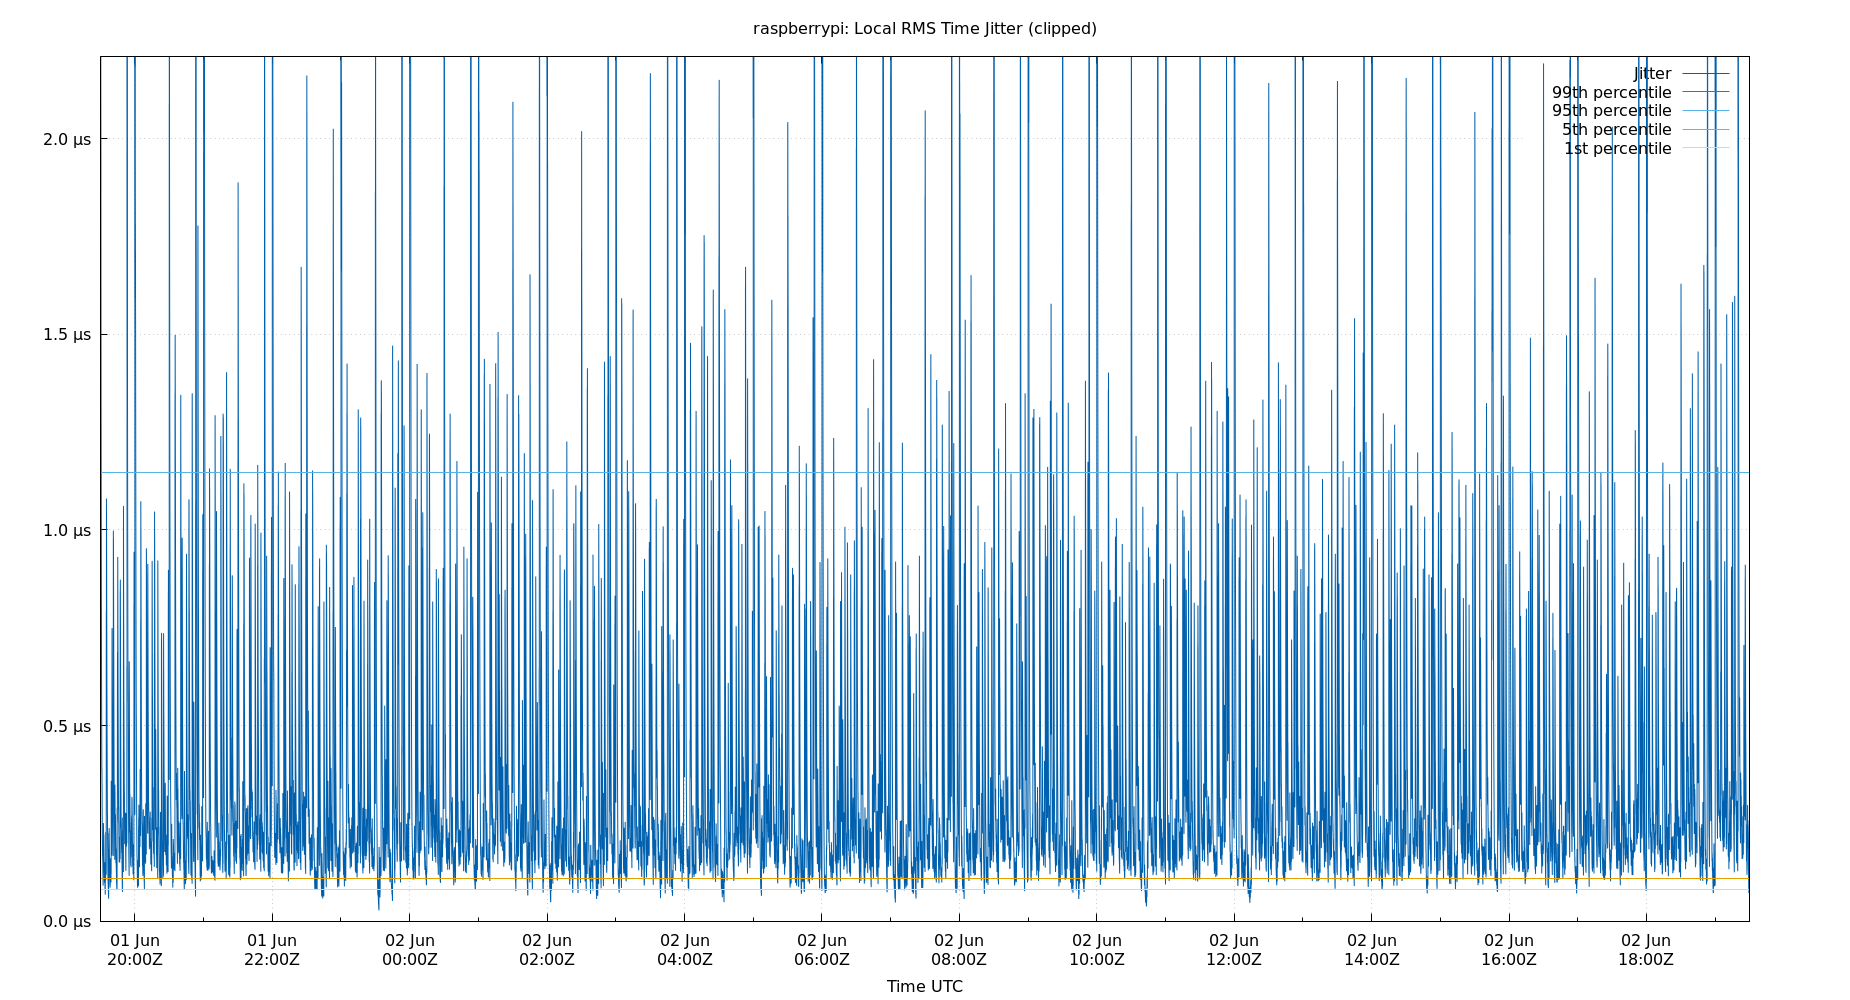 raspberrypi: Local RMS Time Jitter (clipped)
Jitter
99th percentile
95th percentile
5th percentile
1st percentile
2.0 µs
1.5 µs
1.0 µs
0.5 µs
0.0 µs
01 Jun 01 Jun 02 Jun 02 Jun 02 Jun 02 Jun 02 Jun 02 Jun 02 Jun 02 Jun 02 Jun 02 Jun
20:00Z 22:00Z 00:00Z 02:00Z 04:00Z 06:00Z 08:00Z 10:00Z 12:00Z 14:00Z 16:00Z 18:00Z
Time UTC